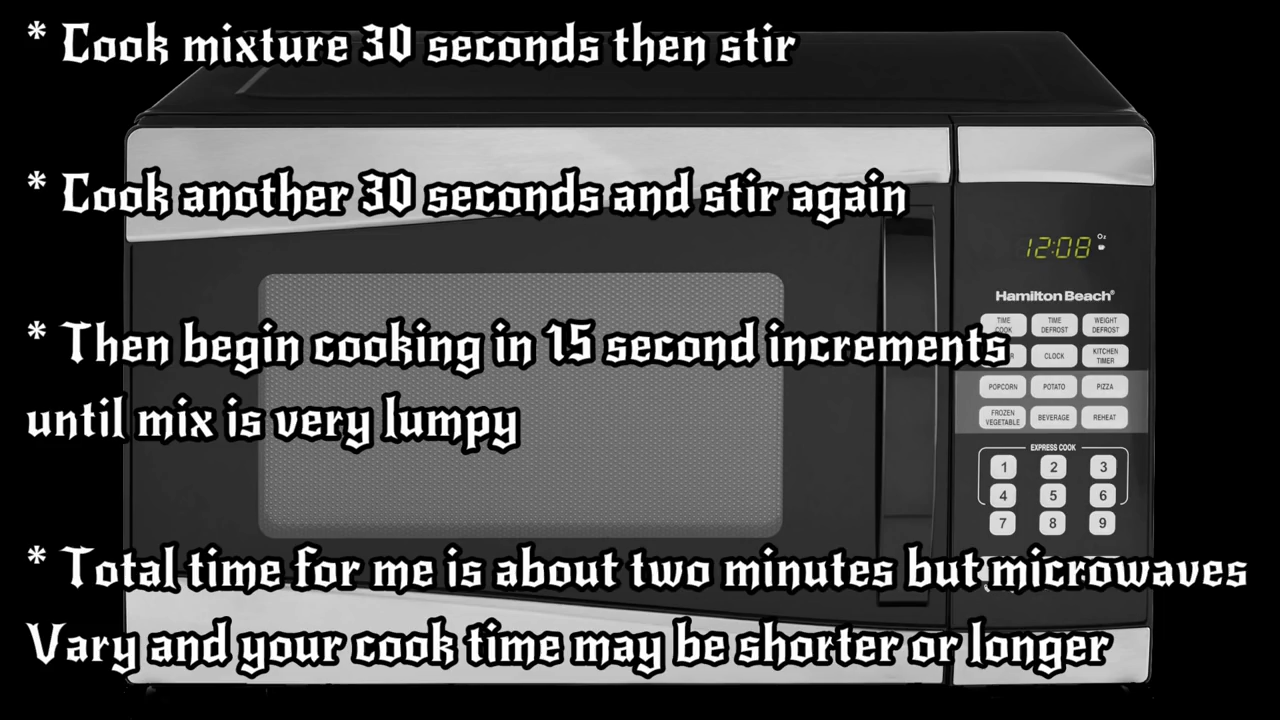 * Cook mixture 30 seconds then stir
* Cook another 30 seconds and stir again
12:08
Oz
Hamilton Beach®
* Then begin cooking in 15 second increments
until mix is very lumpy
TIME COOK TIME DEFROST WEIGHT DEFROST
CLOCK KITCHEN TIMER
POPCORN POTATO PIZZA
FROZEN VEGETABLE BEVERAGE REHEAT
EXPRESS COOK
1 2 3
4 5 6
7 8 9
* Total time for me is about two minutes but microwaves
Vary and your cook time may be shorter or longer